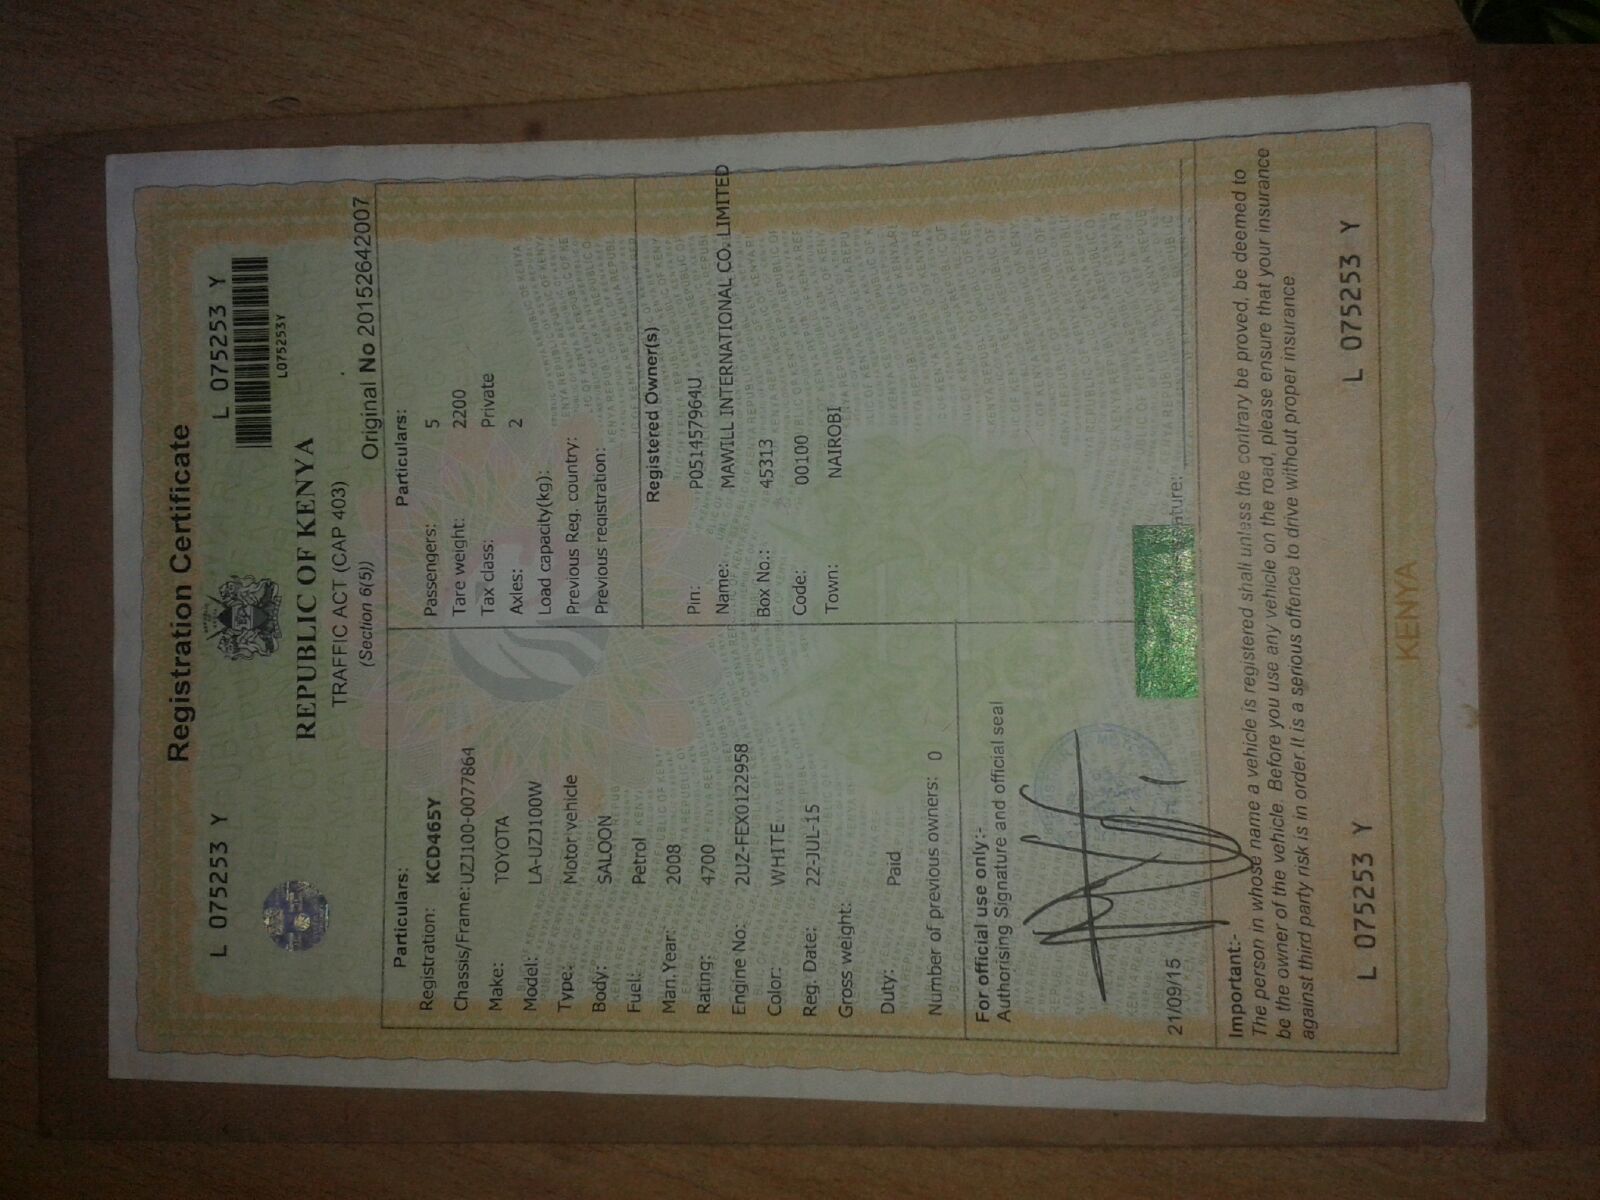 Registration Certificate
L 075253 Y
L 075253 Y
L075253Y
REPUBLIC OF KENYA
TRAFFIC ACT (CAP 403)
(Section 6(5))
Original No 20152642007
Particulars:
Registration: KCD465Y
Chassis/Frame: UZJ100-0077864
Make: TOYOTA
Model: LA-UZJ100W
Type: Motor vehicle
Body: SALOON
Fuel: Petrol
Man.Year: 2008
Rating: 4700
Engine No: 2UZ-FEX0122958
Color: WHITE
Reg. Date: 22-JUL-15
Gross weight:
Duty: Paid
Number of previous owners: 0
Particulars:
Passengers: 5
Tare weight: 2200
Tax class: Private
Axles: 2
Load capacity(kg):
Previous Reg. country:
Previous registration:
Registered Owner(s)
Pin: P051457964U
Name: MAWILL INTERNATIONAL CO. LIMITED
Box No.: 45313
Code: 00100
Town: NAIROBI
For official use only:-
Authorising Signature and official seal
21/09/15
ature:
Important:-
The person in whose name a vehicle is registered shall unless the contrary be proved, be deemed to
be the owner of the vehicle. Before you use any vehicle on the road, please ensure that your insurance
against third party risk is in order.It is a serious offence to drive without proper insurance
L 075253 Y
L 075253 Y
KENYA